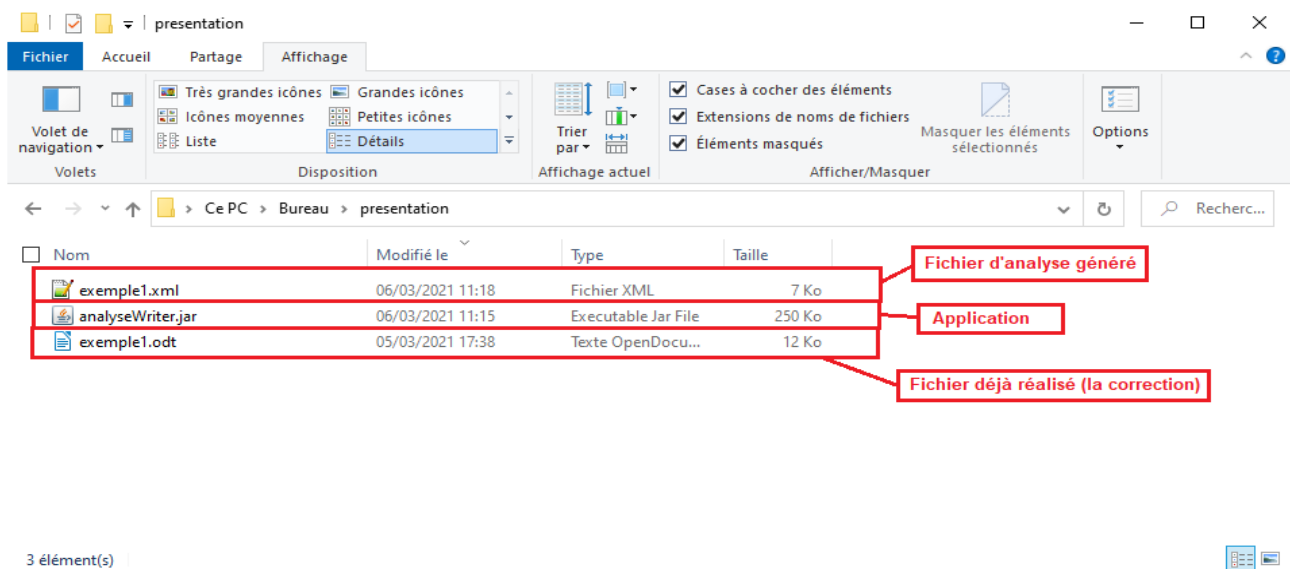 presentation
Fichier Accueil Partage Affichage
Très grandes icônes Grandes icônes
Icônes moyennes Petites icônes
Liste Détails
Volet de navigation
Trier par
Cases à cocher des éléments
Extensions de noms de fichiers
Éléments masqués
Masquer les éléments sélectionnés
Options
Volets Disposition Affichage actuel Afficher/Masquer
Ce PC > Bureau > presentation Recherc...
Nom Modifié le Type Taille
Fichier d'analyse généré
exemple1.xml 06/03/2021 11:18 Fichier XML 7 Ko
analyseWriter.jar 06/03/2021 11:15 Executable Jar File 250 Ko
Application
exemple1.odt 05/03/2021 17:38 Texte OpenDocu... 12 Ko
Fichier déjà réalisé (la correction)
3 élément(s)